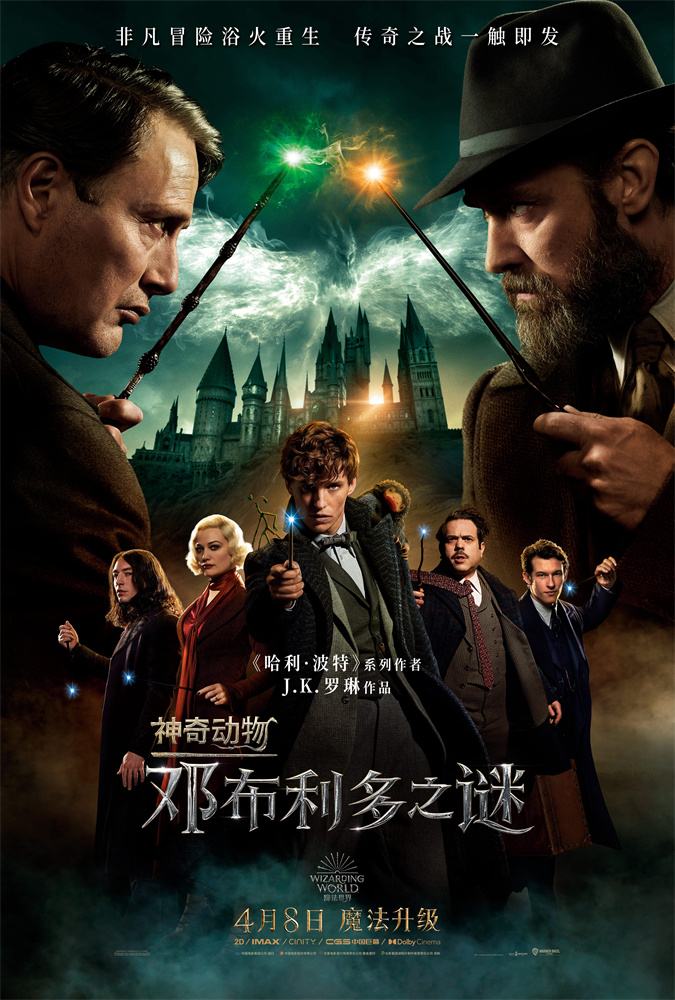 非凡冒险浴火重生 传奇之战一触即发
《哈利·波特》系列作者
J.K.罗琳作品
神奇动物
邓布利多之谜
WIZARDING
WORLD
魔法世界
4月8日 魔法升级
2D / IMAX / CINITY / CGS中国巨幕 / Dolby Cinema